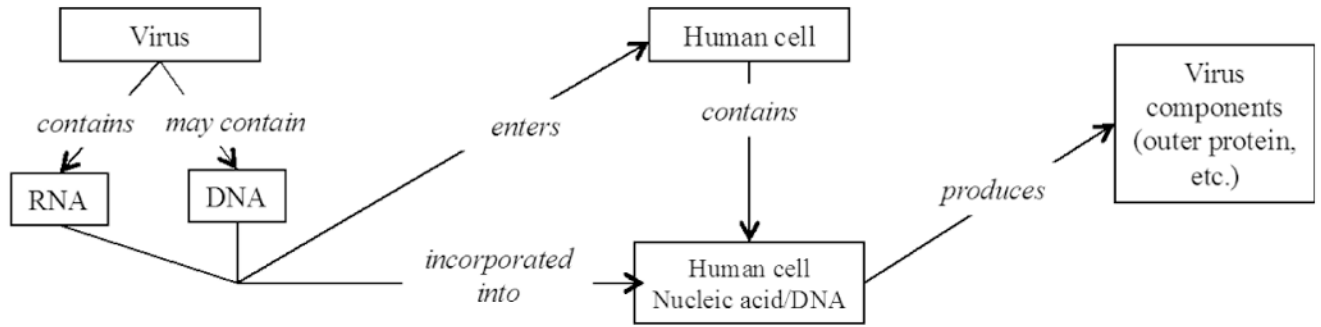 Virus
contains
may contain
RNA
DNA
enters
incorporated
into
Human cell
contains
Human cell
Nucleic acid/DNA
produces
Virus
components
(outer protein,
etc.)